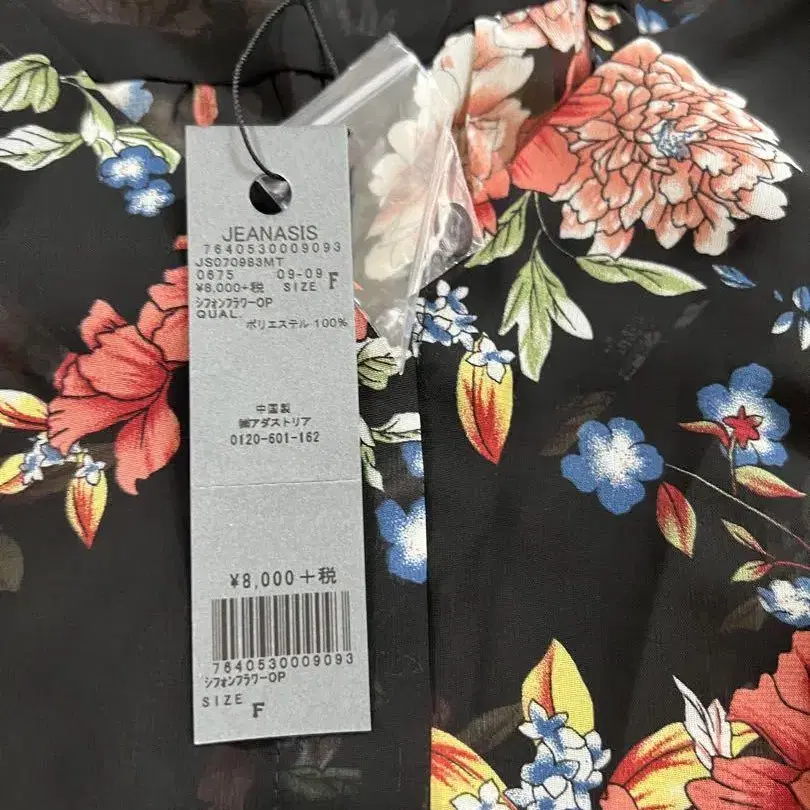 JEANASIS
7640530009093
JS070983MT
0675 09-09
¥8,000+税 SIZE F
シフォンフラワーOP
QUAL.
ポリエステル 100%
中国製
㈱アダストリア
0120-601-162
¥8,000+税
7640530009093
シフォンフラワーOP
SIZE F